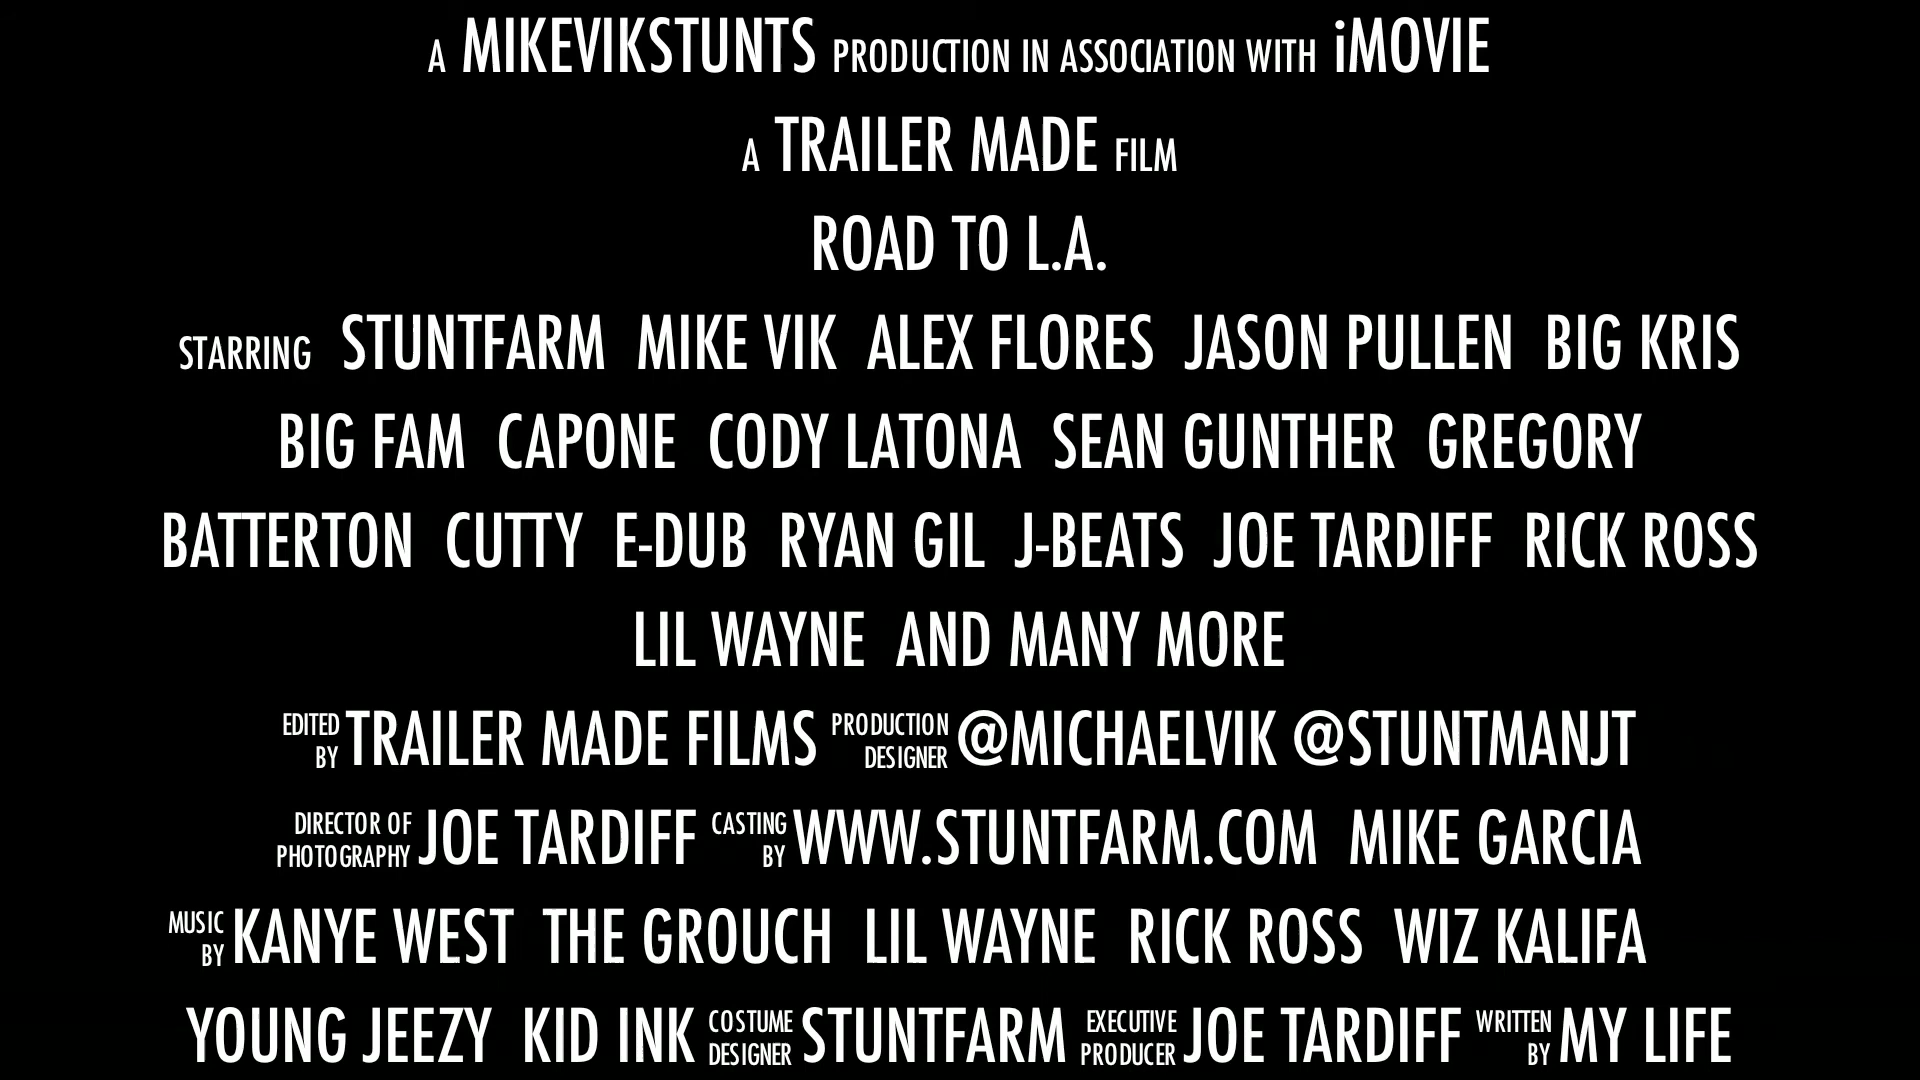 A MIKEVIKSTUNTS PRODUCTION IN ASSOCIATION WITH iMOVIE
A TRAILER MADE FILM
ROAD TO L.A.
STARRING STUNTFARM MIKE VIK ALEX FLORES JASON PULLEN BIG KRIS
BIG FAM CAPONE CODY LATONA SEAN GUNTHER GREGORY
BATTERTON CUTTY E-DUB RYAN GIL J-BEATS JOE TARDIFF RICK ROSS
LIL WAYNE AND MANY MORE
EDITED BY TRAILER MADE FILMS PRODUCTION DESIGNER @MICHAELVIK @STUNTMANJT
DIRECTOR OF PHOTOGRAPHY JOE TARDIFF CASTING BY WWW.STUNTFARM.COM MIKE GARCIA
MUSIC BY KANYE WEST THE GROUCH LIL WAYNE RICK ROSS WIZ KALIFA
YOUNG JEEZY KID INK COSTUME DESIGNER STUNTFARM EXECUTIVE PRODUCER JOE TARDIFF WRITTEN BY MY LIFE